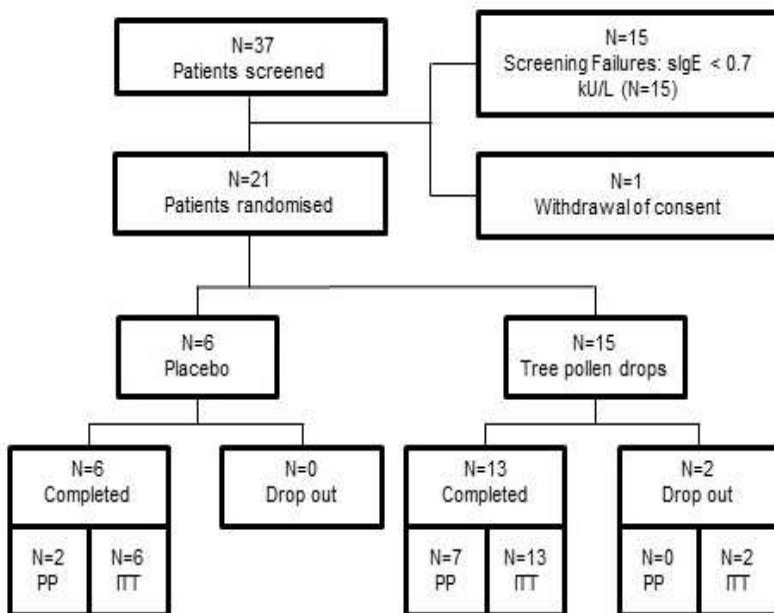 N=37
Patients screened
N=15
Screening Failures: sIgE < 0.7
kU/L (N=15)
N=21
Patients randomised
N=1
Withdrawal of consent
N=6
Placebo
N=15
Tree pollen drops
N=6
Completed
N=0
Drop out
N=13
Completed
N=2
Drop out
N=2
PP
N=6
ITT
N=7
PP
N=13
ITT
N=0
PP
N=2
ITT